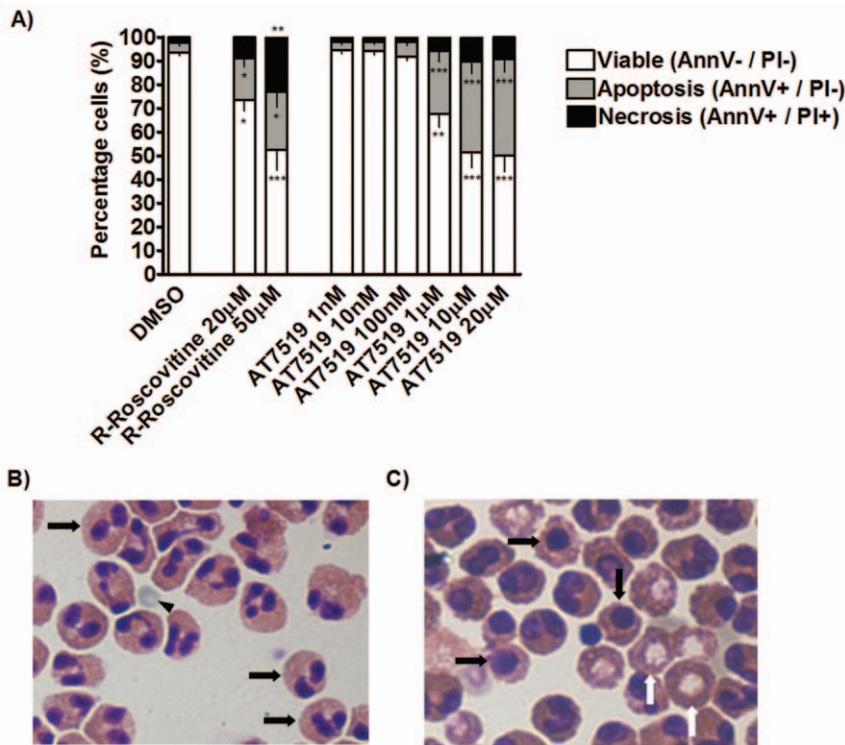 A)
Percentage cells (%)
100
90
80
70
60
50
40
30
20
10
0
**
*
*
*
***
***
**
***
***
***
***
Viable (AnnV- / PI-)
Apoptosis (AnnV+ / PI-)
Necrosis (AnnV+ / PI+)
DMSO
R-Roscovitine 20μM
R-Roscovitine 50μM
AT7519 1nM
AT7519 10nM
AT7519 100nM
AT7519 1μM
AT7519 10μM
AT7519 20μM
B)
C)